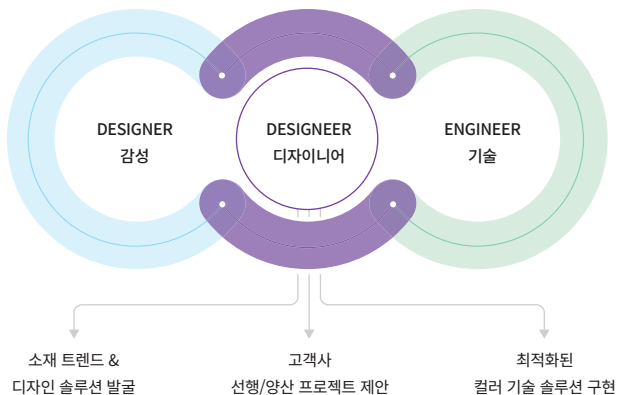 DESIGNER
감성
DESIGNEER
디자이니어
ENGINEER
기술
소재 트렌드 &
디자인 솔루션 발굴
고객사
선행/양산 프로젝트 제안
최적화된
컬러 기술 솔루션 구현